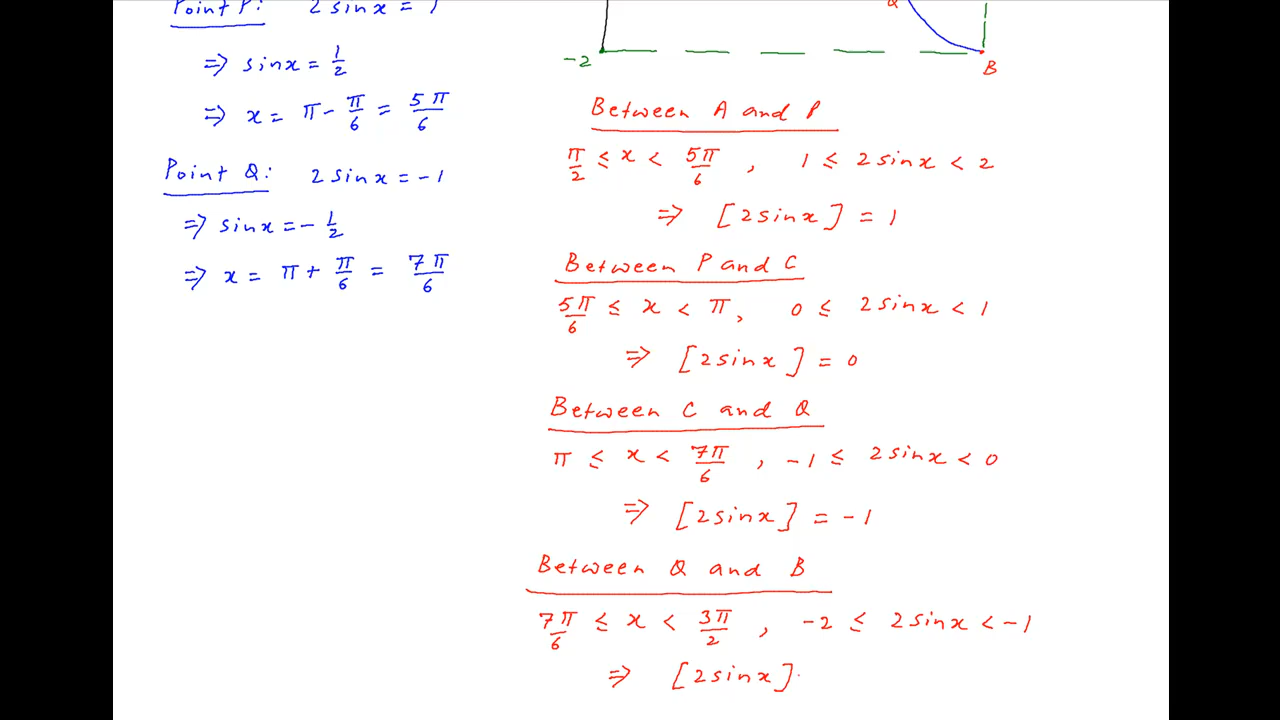 Point P: 2 sin x = 1
⇒ sin x = 1/2
⇒ x = π - π/6 = 5π/6
Point Q: 2 sin x = -1
⇒ sin x = - 1/2
⇒ x = π + π/6 = 7π/6
Q
-2
B
Between A and P
π/2 ≤ x < 5π/6 , 1 ≤ 2 sin x < 2
⇒ [2 sin x] = 1
Between P and C
5π/6 ≤ x < π, 0 ≤ 2 sin x < 1
⇒ [2 sin x] = 0
Between C and Q
π ≤ x < 7π/6 , -1 ≤ 2 sin x < 0
⇒ [2 sin x] = -1
Between Q and B
7π/6 ≤ x < 3π/2 , -2 ≤ 2 sin x < -1
⇒ [2 sin x]